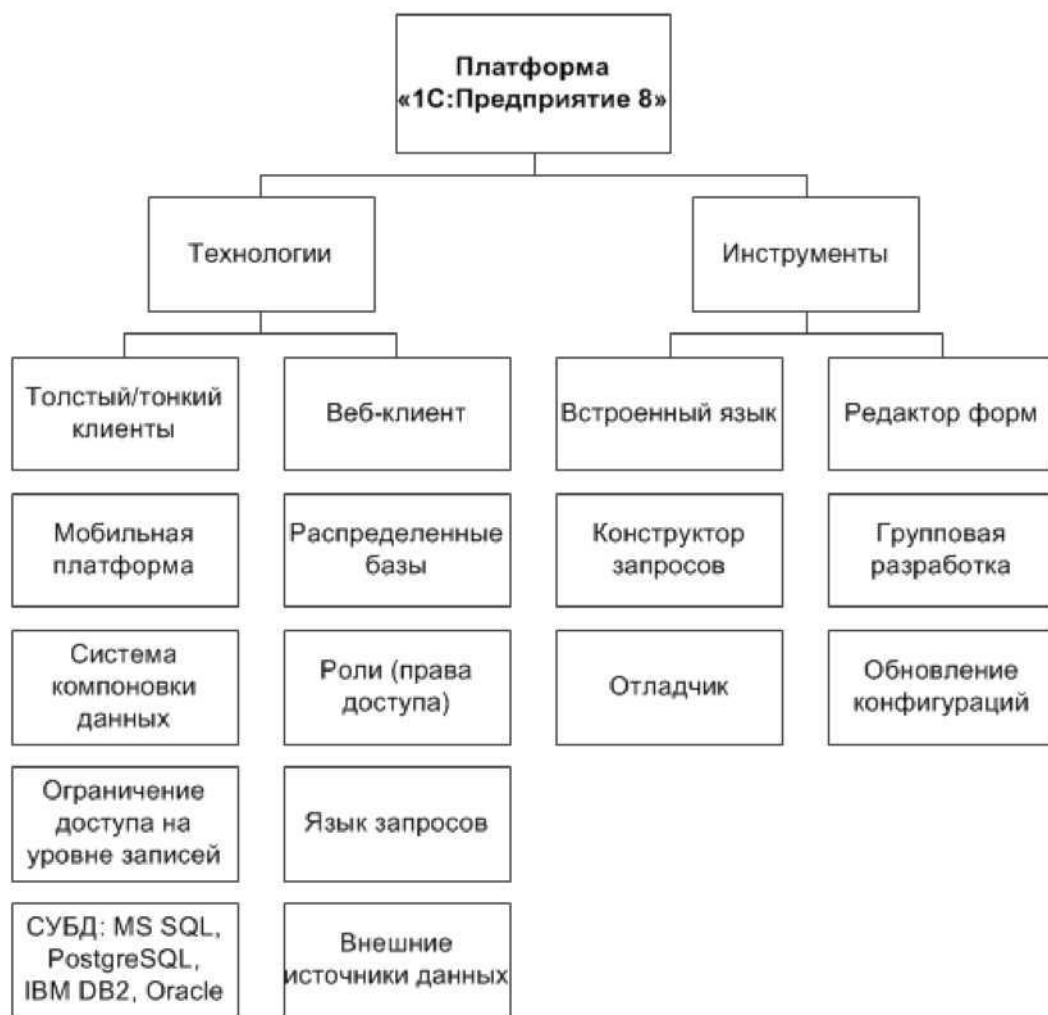 Платформа
«1С:Предприятие 8»
Технологии
Инструменты
Толстый/тонкий
клиенты
Веб-клиент
Встроенный язык
Редактор форм
Мобильная
платформа
Распределенные
базы
Конструктор
запросов
Групповая
разработка
Система
компоновки
данных
Роли (права
доступа)
Отладчик
Обновление
конфигураций
Ограничение
доступа на
уровне записей
Язык запросов
СУБД: MS SQL,
PostgreSQL,
IBM DB2, Oracle
Внешние
источники данных